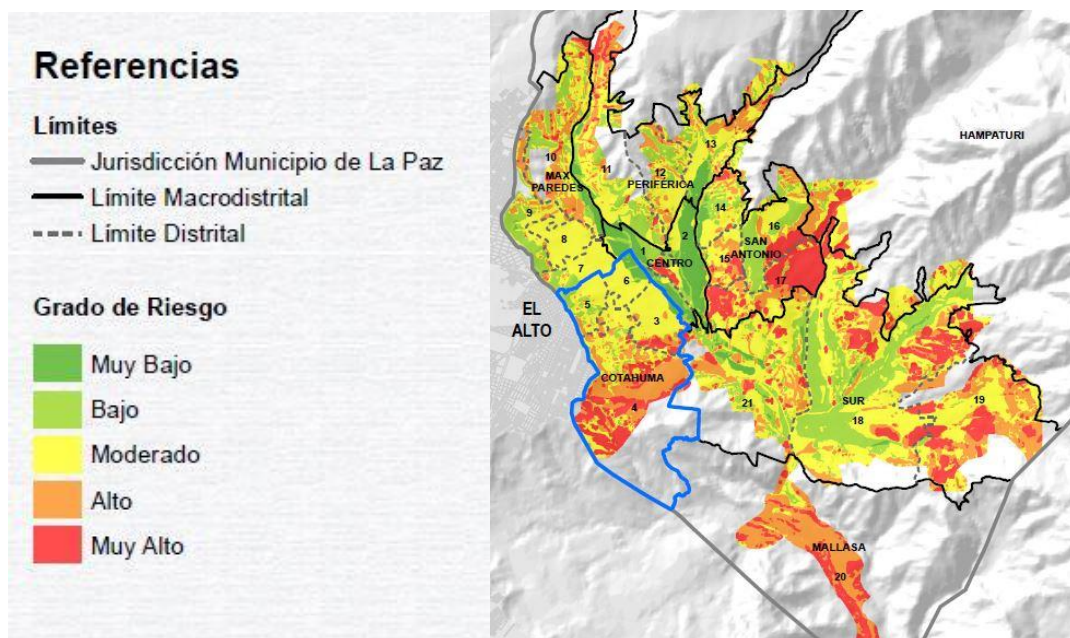 Referencias
Límites
Jurisdicción Municipio de La Paz
Límite Macrodistrital
Límite Distrital
Grado de Riesgo
Muy Bajo
Bajo
Moderado
Alto
Muy Alto
HAMPATURI
13
10
11
12
MAX
PAREDES
PERIFÉRICA
9
14
16
2
8
SAN
ANTONIO
1
CENTRO
15
7
17
6
5
EL
ALTO
3
COTAHUMA
4
21
SUR
18
19
MALLASA
20